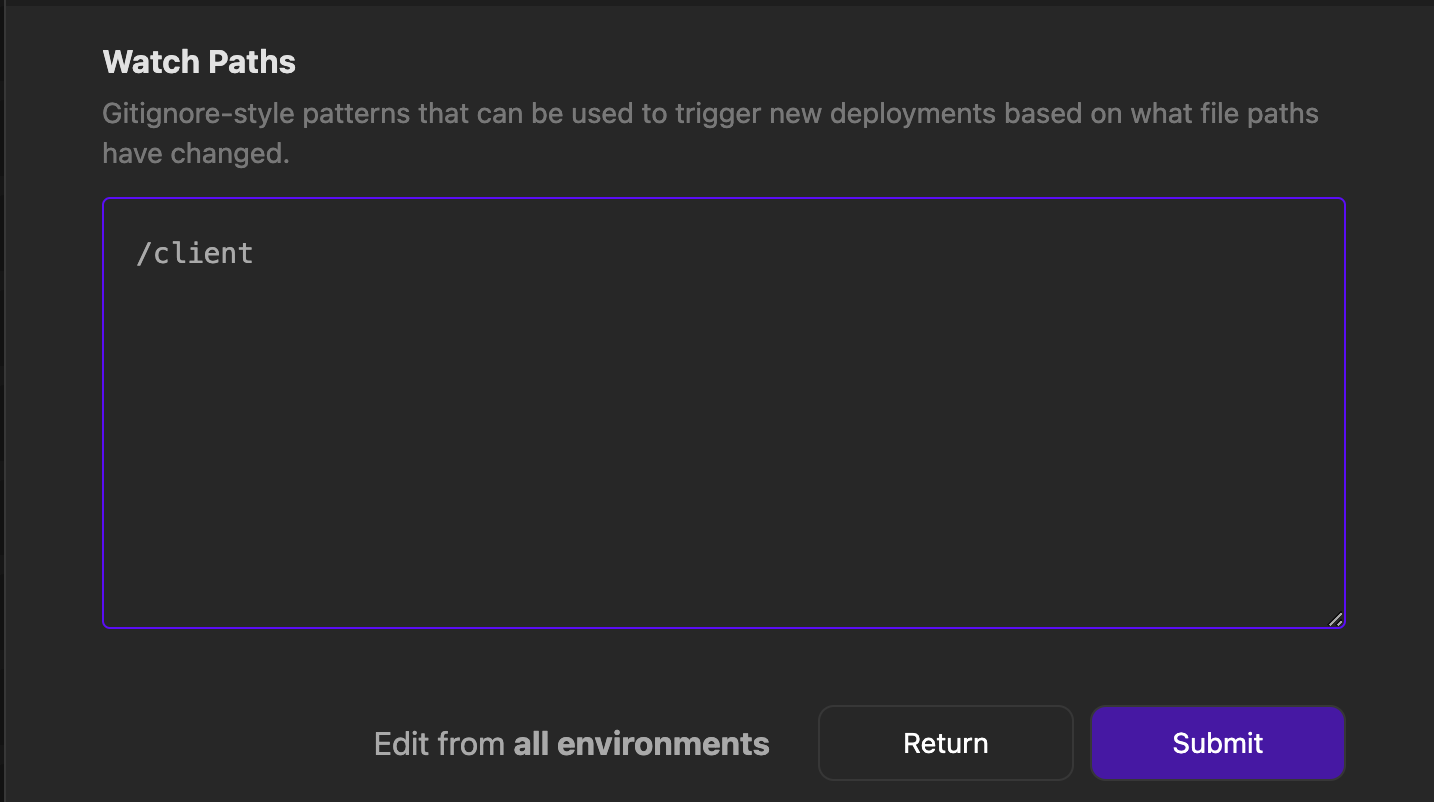 Watch Paths
Gitignore-style patterns that can be used to trigger new deployments based on what file paths
have changed.
/client
Edit from all environments
Return
Submit